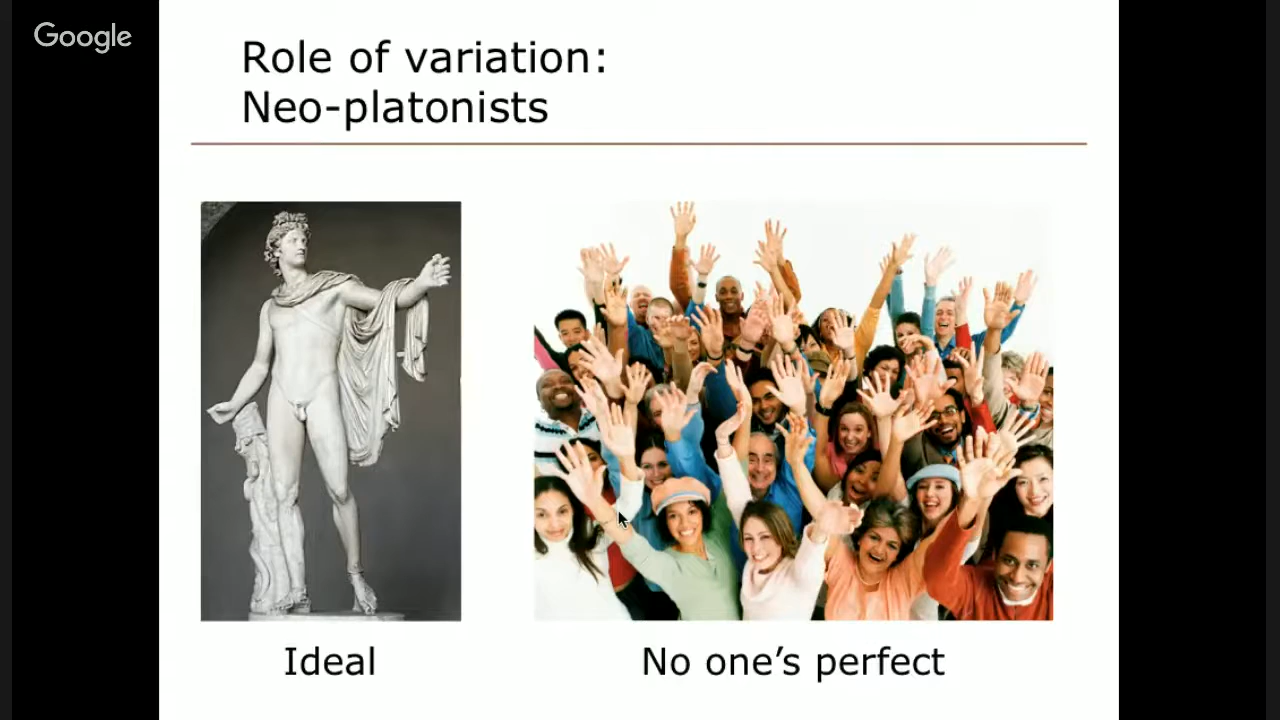 Google
Role of variation:
Neo-platonists
Ideal
No one's perfect